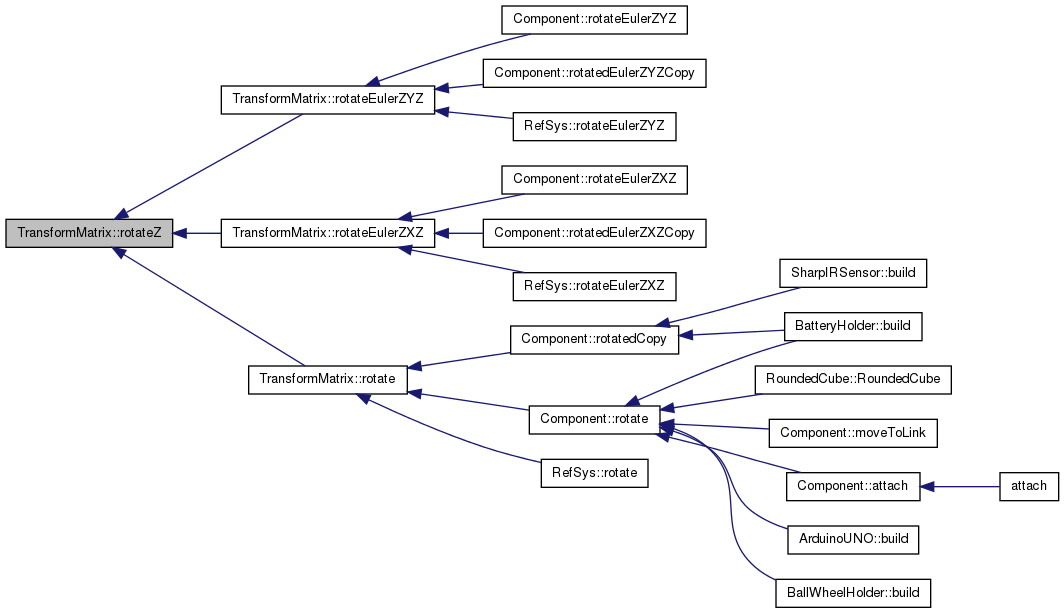 Component::rotateEulerZYZ
Component::rotatedEulerZYZCopy
TransformMatrix::rotateEulerZYZ
RefSys::rotateEulerZYZ
Component::rotateEulerZXZ
TransformMatrix::rotateZ
TransformMatrix::rotateEulerZXZ
Component::rotatedEulerZXZCopy
SharpIRSensor::build
RefSys::rotateEulerZXZ
BatteryHolder::build
Component::rotatedCopy
TransformMatrix::rotate
RoundedCube::RoundedCube
Component::rotate
Component::moveToLink
RefSys::rotate
Component::attach
attach
ArduinoUNO::build
BallWheelHolder::build